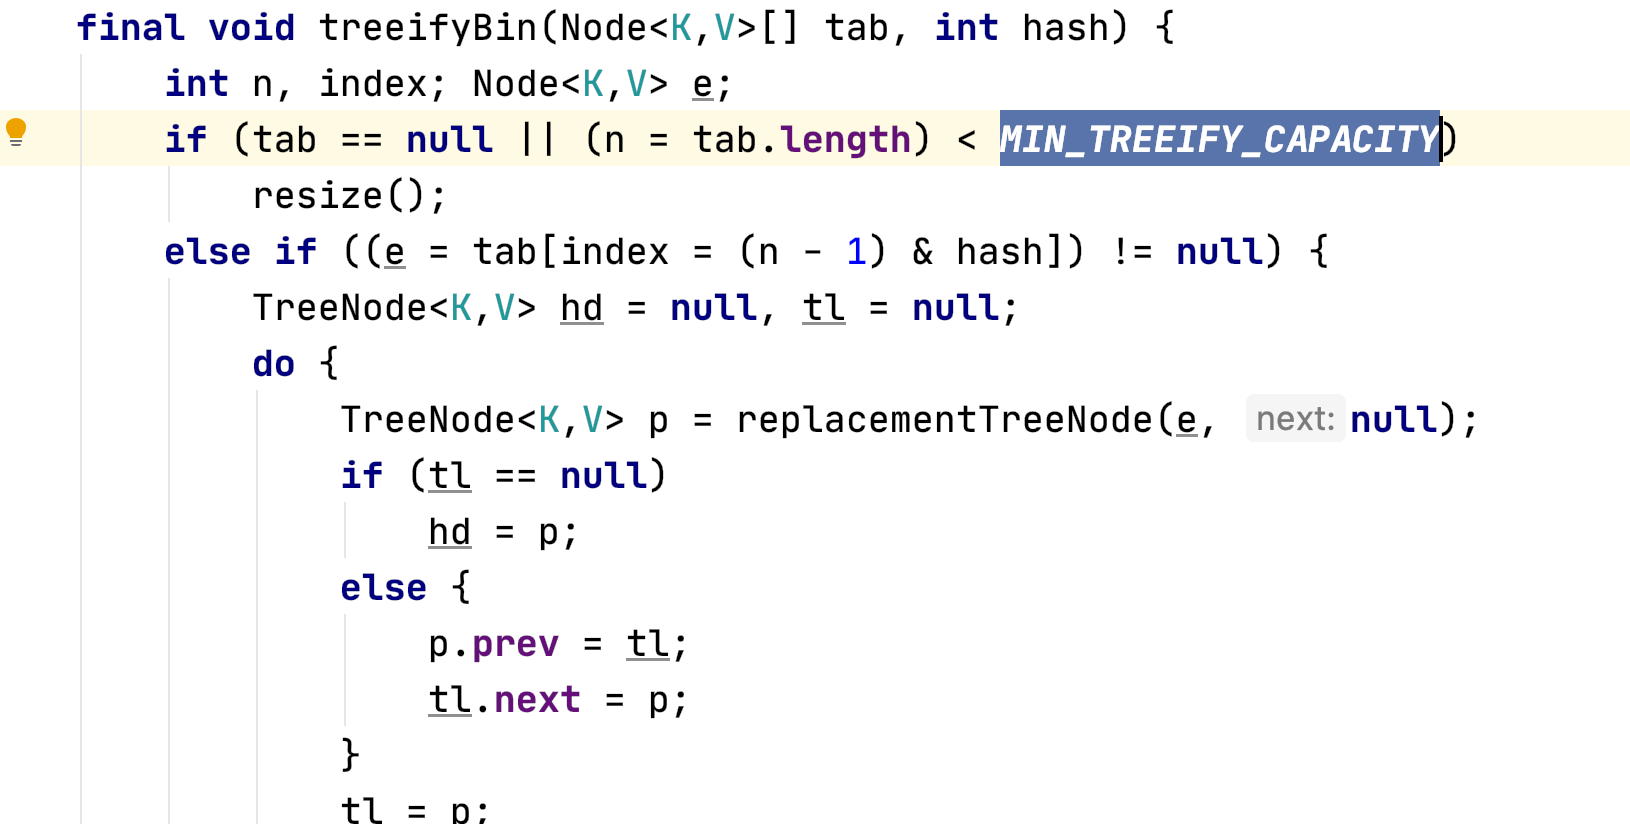 final void treeifyBin(Node<K,V>[] tab, int hash) {
int n, index; Node<K,V> e;
if (tab == null || (n = tab.length) < MIN_TREEIFY_CAPACITY)
resize();
else if ((e = tab[index = (n - 1) & hash]) != null) {
TreeNode<K,V> hd = null, tl = null;
do {
TreeNode<K,V> p = replacementTreeNode(e, next: null);
if (tl == null)
hd = p;
else {
p.prev = tl;
tl.next = p;
}
tl = p;